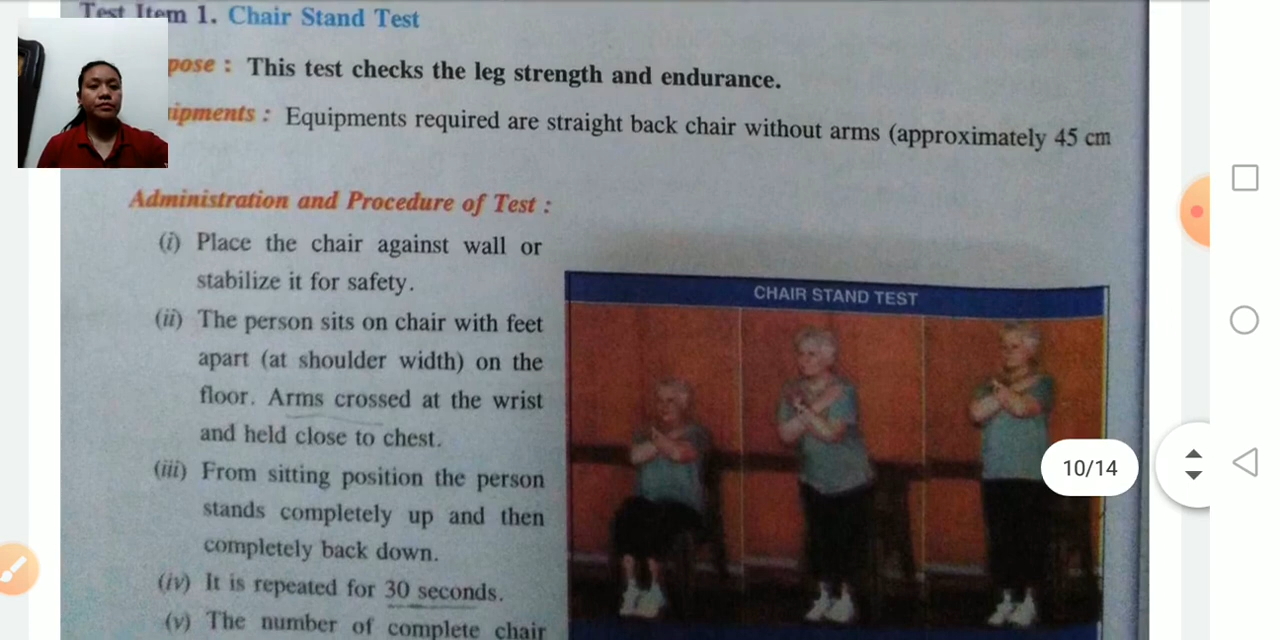 Test Item 1. Chair Stand Test
pose : This test checks the leg strength and endurance.
ipments : Equipments required are straight back chair without arms (approximately 45 cm
Administration and Procedure of Test :
(i) Place the chair against wall or
stabilize it for safety.
(ii) The person sits on chair with feet
apart (at shoulder width) on the
floor. Arms crossed at the wrist
and held close to chest.
(iii) From sitting position the person
stands completely up and then
completely back down.
(iv) It is repeated for 30 seconds.
(v) The number of complete chair
CHAIR STAND TEST
10/14